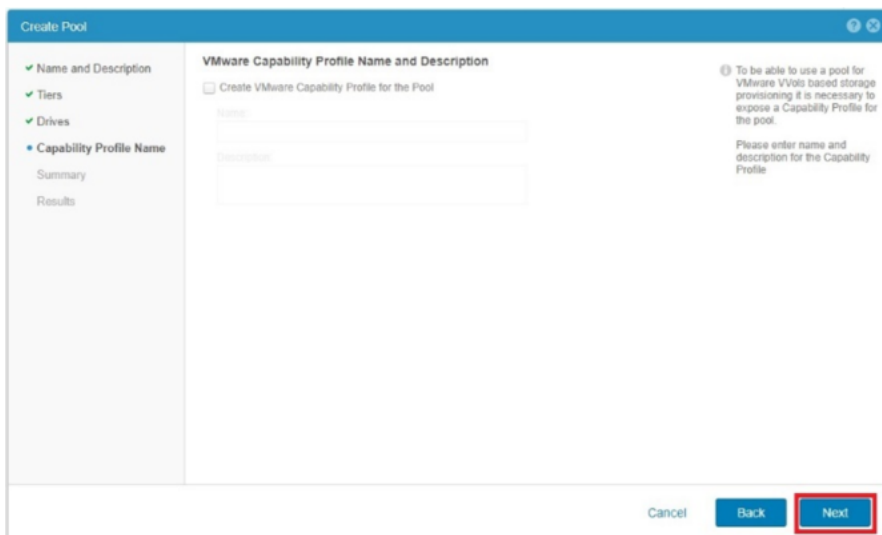 Create Pool
Name and Description
Tiers
Drives
Capability Profile Name
Summary
Results
VMware Capability Profile Name and Description
Create VMware Capability Profile for the Pool
Name:
Description:
To be able to use a pool for
VMware VVols based storage
provisioning it is necessary to
expose a Capability Profile for
the pool.
Please enter name and
description for the Capability
Profile
Cancel
Back
Next